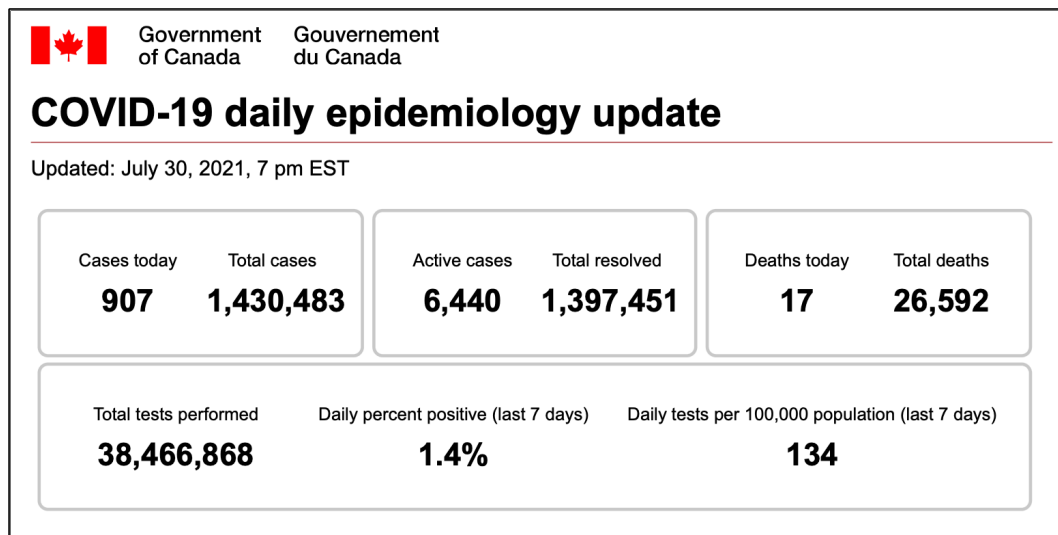 Government Gouvernement
of Canada du Canada
COVID-19 daily epidemiology update
Updated: July 30, 2021, 7 pm EST
Cases today Total cases Active cases Total resolved Deaths today Total deaths
907 1,430,483 6,440 1,397,451 17 26,592
Total tests performed Daily percent positive (last 7 days) Daily tests per 100,000 population (last 7 days)
38,466,868 1.4% 134